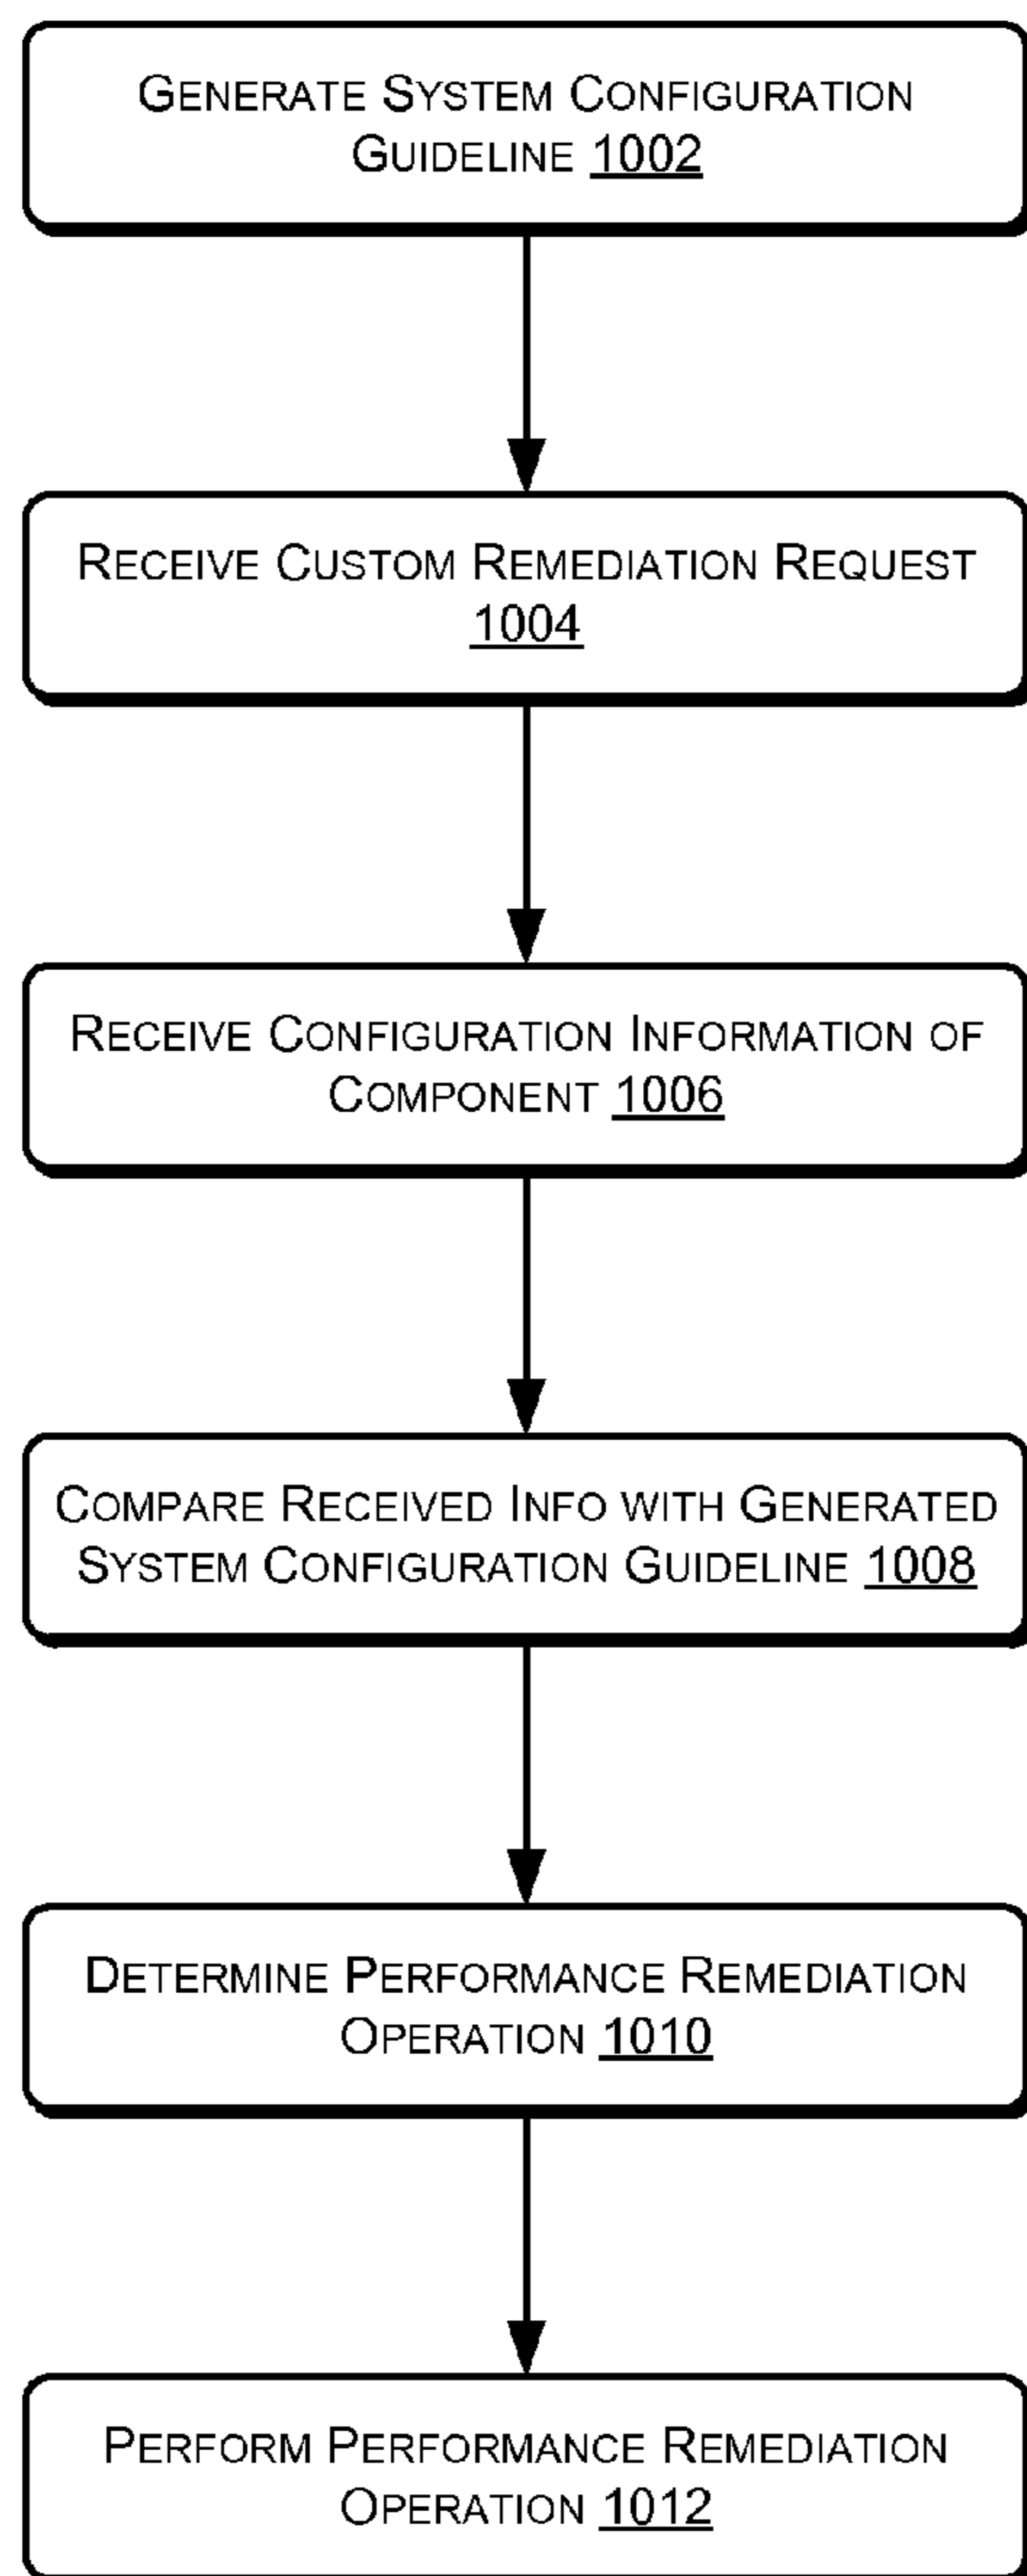 GENERATE SYSTEM CONFIGURATION
GUIDELINE 1002
RECEIVE CUSTOM REMEDIATION REQUEST
1004
RECEIVE CONFIGURATION INFORMATION OF
COMPONENT 1006
COMPARE RECEIVED INFO WITH GENERATED
SYSTEM CONFIGURATION GUIDELINE 1008
DETERMINE PERFORMANCE REMEDIATION
OPERATION 1010
PERFORM PERFORMANCE REMEDIATION
OPERATION 1012